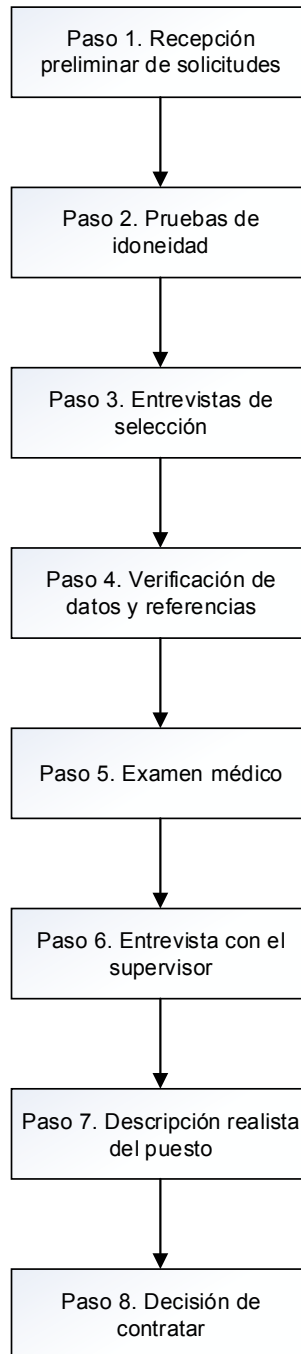 Paso 1. Recepción
preliminar de solicitudes
Paso 2. Pruebas de
idoneidad
Paso 3. Entrevistas de
selección
Paso 4. Verificación de
datos y referencias
Paso 5. Examen médico
Paso 6. Entrevista con el
supervisor
Paso 7. Descripción realista
del puesto
Paso 8. Decisión de
contratar